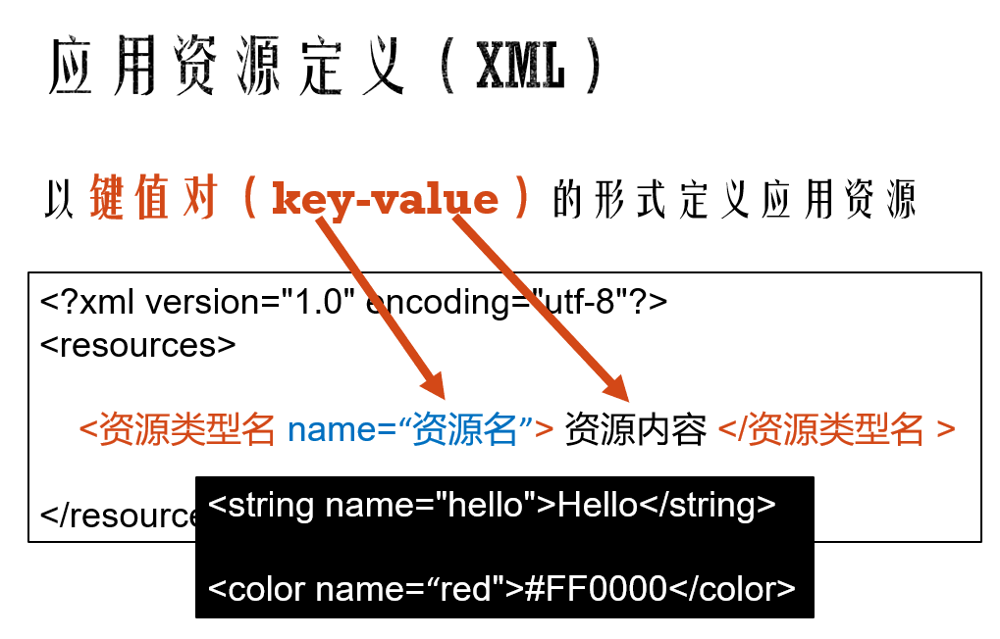 应用资源定义（XML）
以键值对（key-value）的形式定义应用资源
<?xml version="1.0" encoding="utf-8"?>
<resources>
<资源类型名 name=“资源名”> 资源内容 </资源类型名 >
</resource
<string name="hello">Hello</string>
<color name=“red">#FF0000</color>